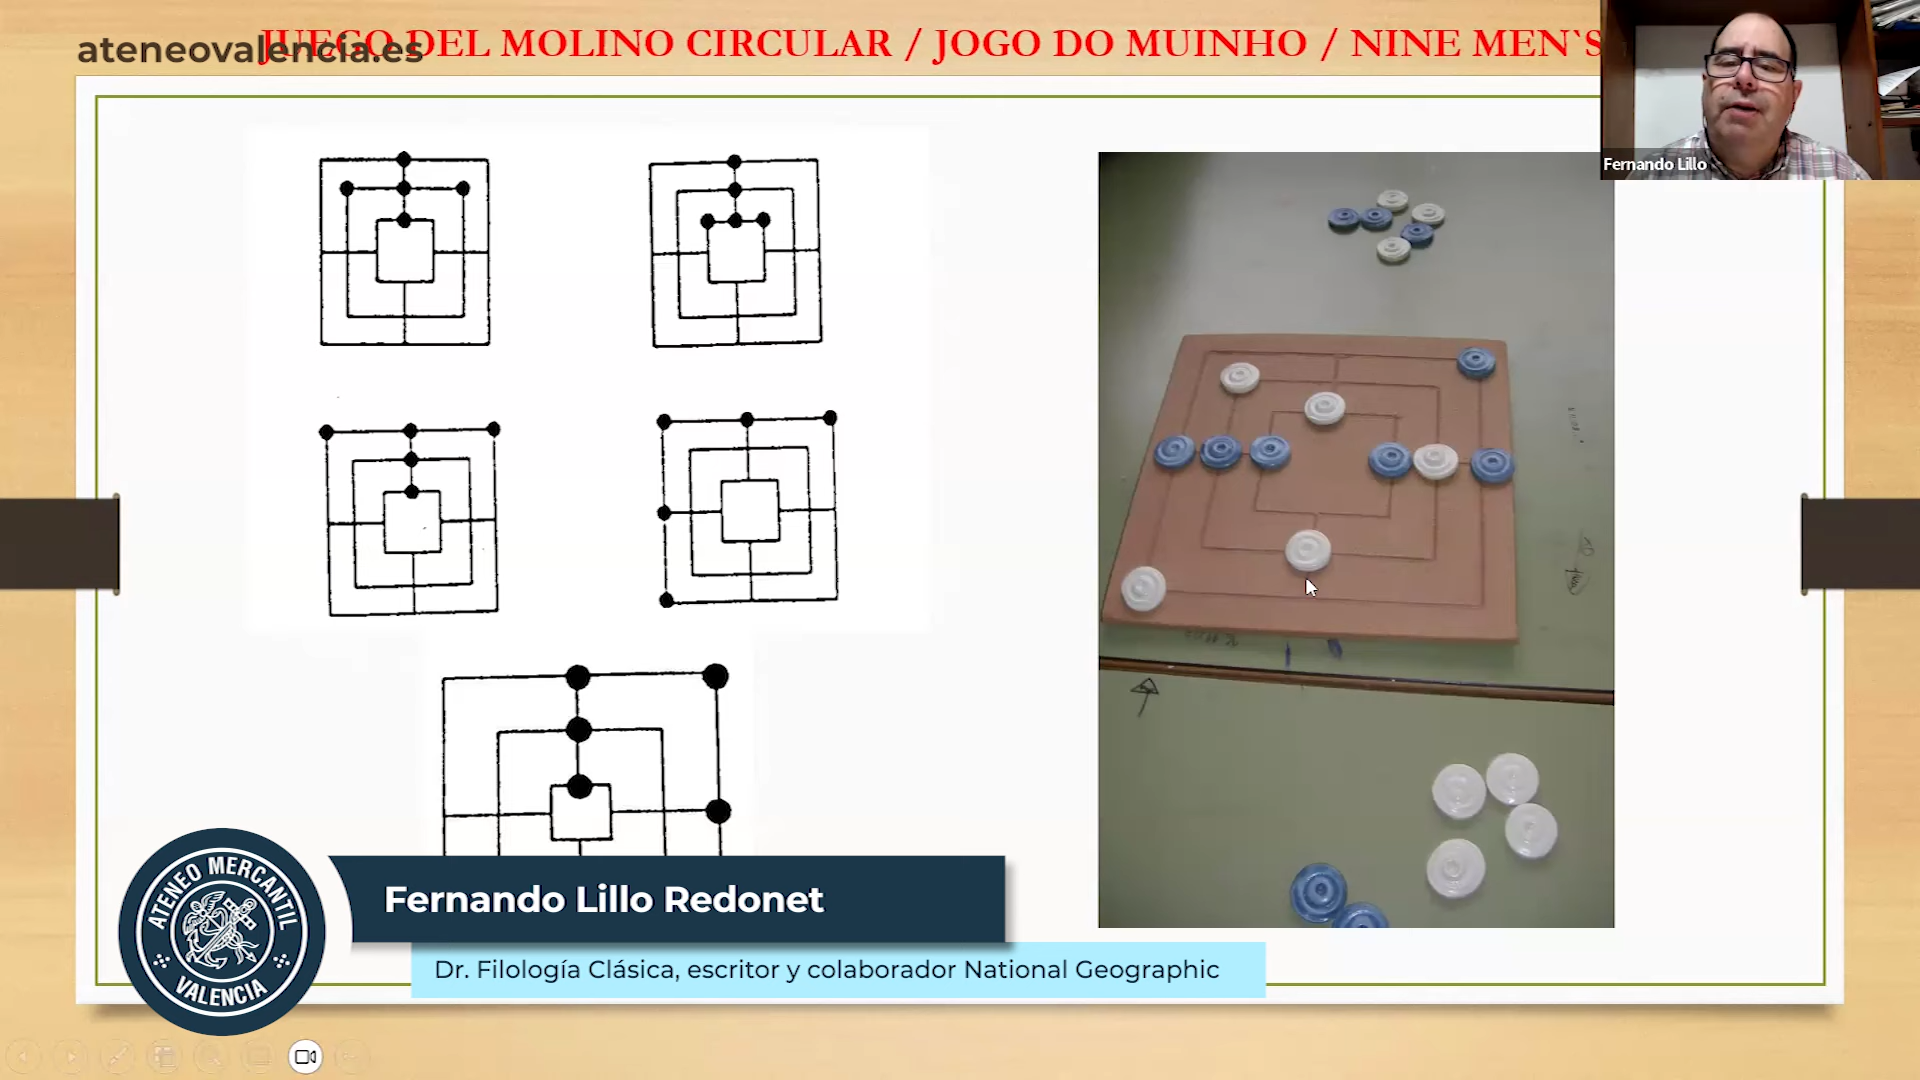 ateneovalencia.es
JUEGO DEL MOLINO CIRCULAR / JOGO DO MUINHO / NINE MEN`S
Fernando Lillo
ATENEO MERCANTIL
VALENCIA
Fernando Lillo Redonet
Dr. Filología Clásica, escritor y colaborador National Geographic